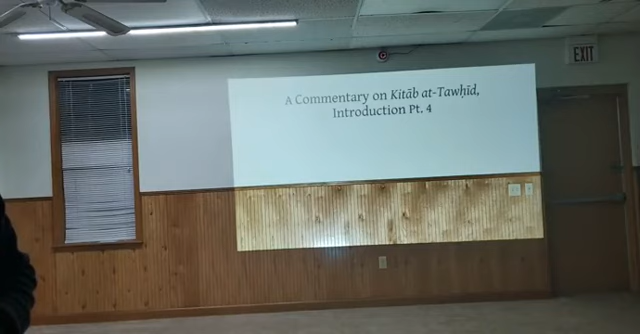 A Commentary on Kitāb at-Tawḥīd,
Introduction Pt. 4
EXIT